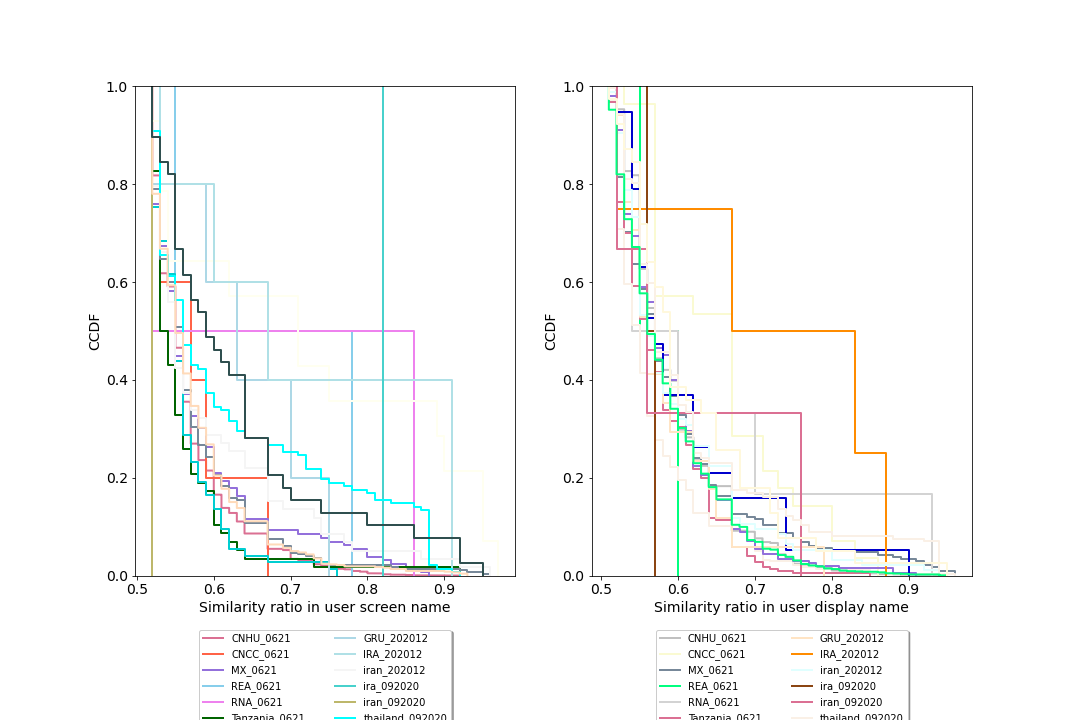 1.0
0.8
0.6
0.4
0.2
0.0
CCDF
0.5 0.6 0.7 0.8 0.9
Similarity ratio in user screen name
CNHU_0621 GRU_202012
CNCC_0621 IRA_202012
MX_0621 iran_202012
REA_0621 ira_092020
RNA_0621 iran_092020
Tanzania_0621 thailand_092020
1.0
0.8
0.6
0.4
0.2
0.0
CCDF
0.5 0.6 0.7 0.8 0.9
Similarity ratio in user display name
CNHU_0621 GRU_202012
CNCC_0621 IRA_202012
MX_0621 iran_202012
REA_0621 ira_092020
RNA_0621 iran_092020
Tanzania_0621 thailand_092020